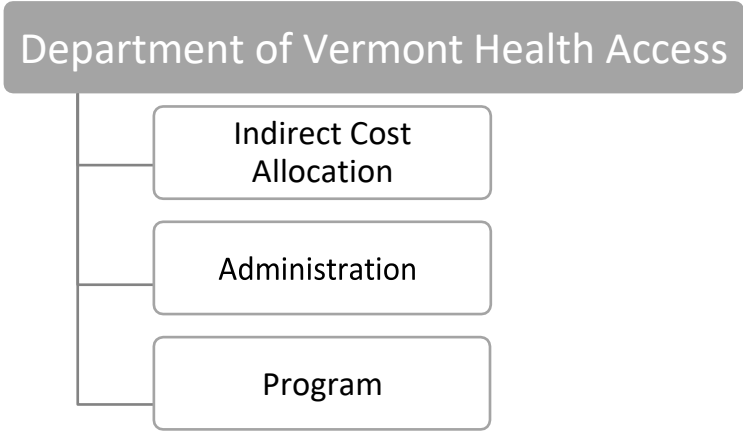 Department of Vermont Health Access
Indirect Cost
Allocation
Administration
Program